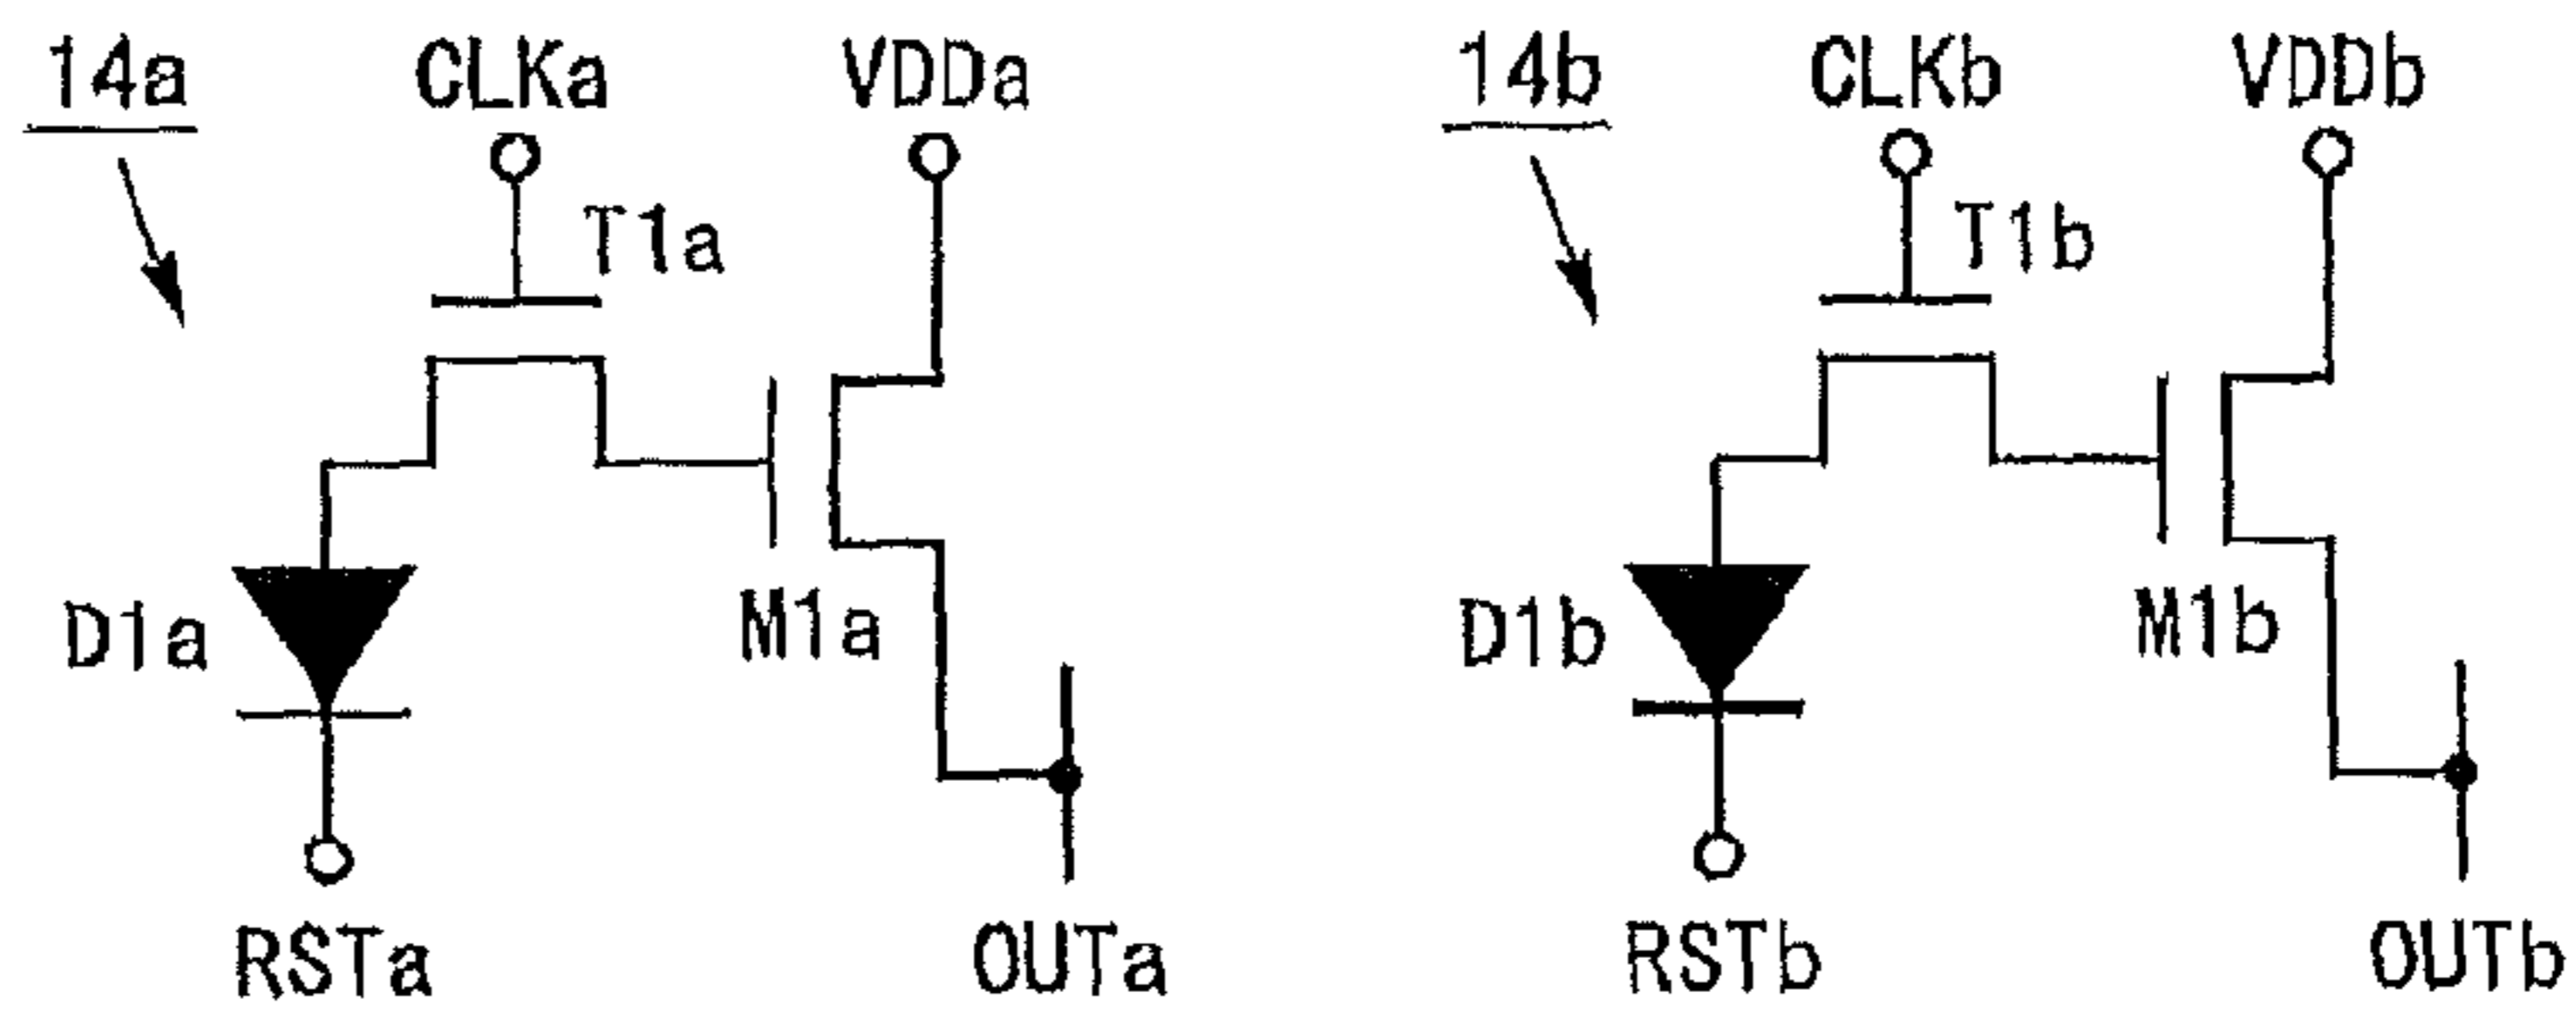 14a CLKa VDDa
T1a
D1a M1a
RSTa OUTa
14b CLKb VDDb
T1b
D1b M1b
RSTb OUTb